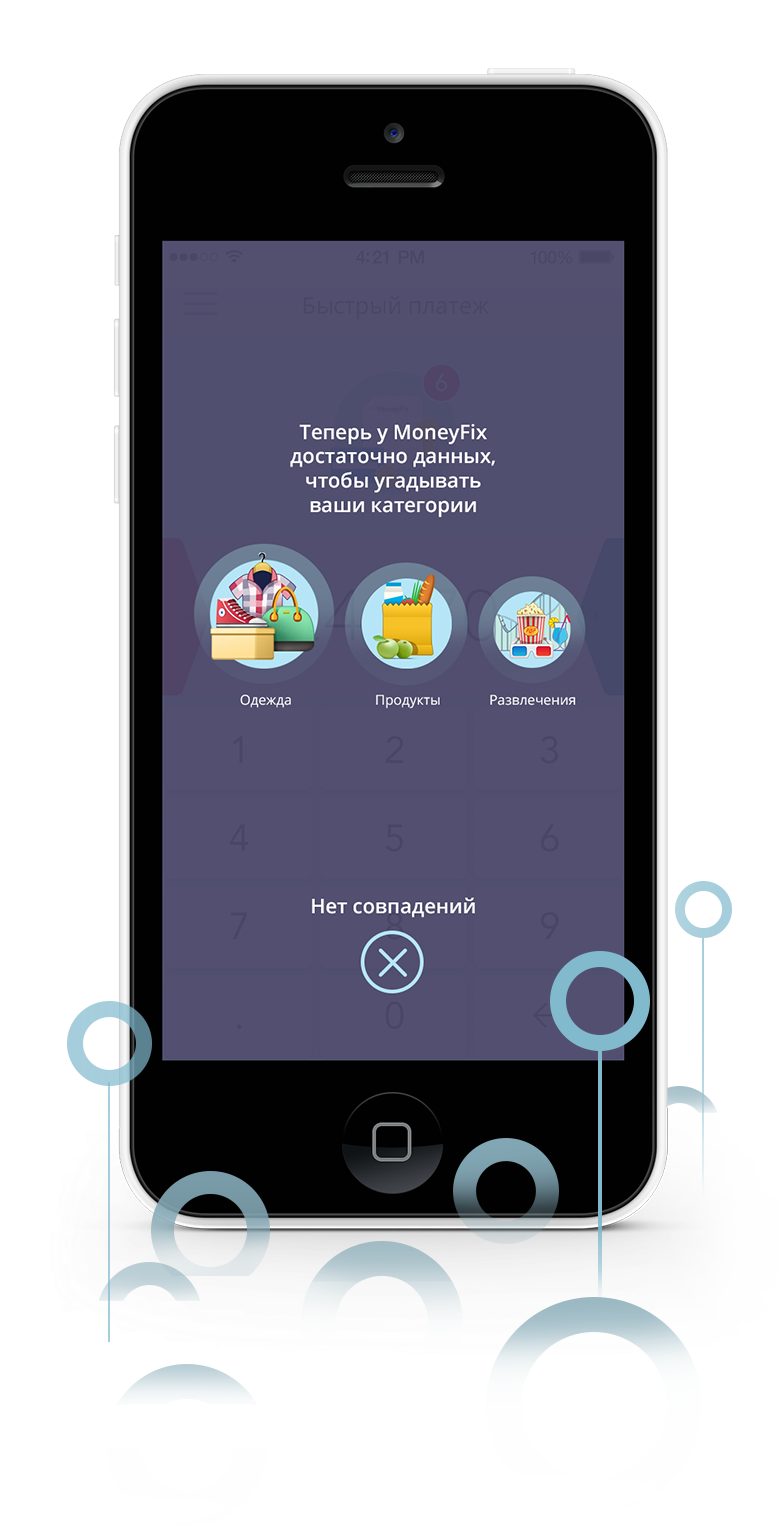 4:21 PM 100%
Быстрый платеж
6
Теперь у MoneyFix
достаточно данных,
чтобы угадывать
ваши категории
Одежда Продукты Развлечения
1 2 3
4 5 6
Нет совпадений
7 8 9
. 0